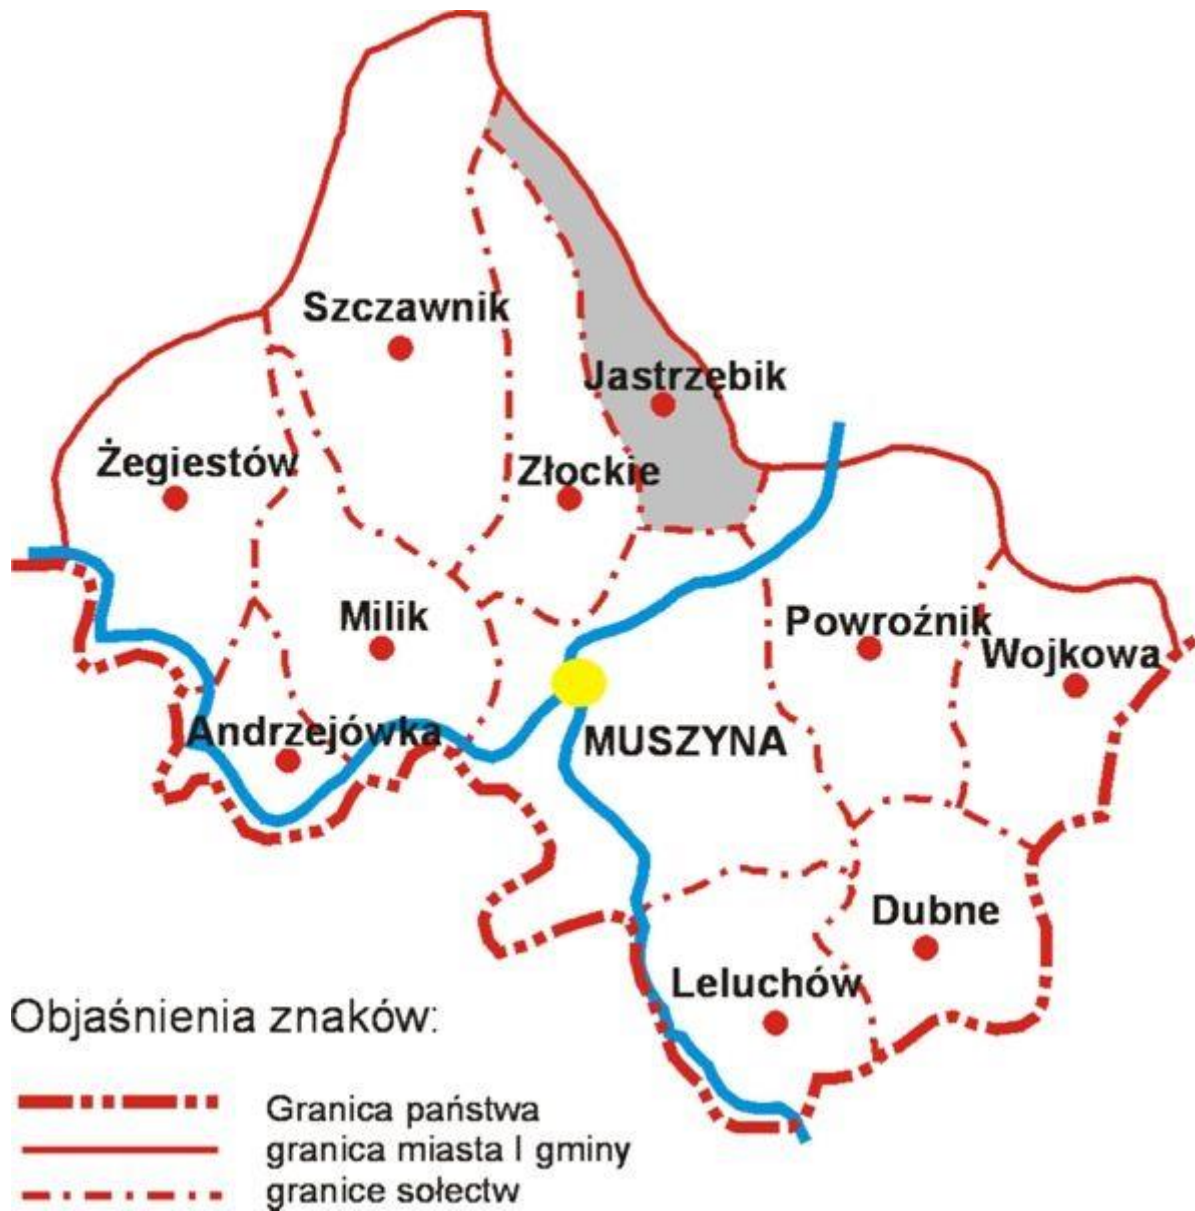 Szczawnik
Jastrzębik
Żegiestów
Złockie
Milik
Powroźnik
Wojkowa
Andrzejówka
MUSZYNA
Dubne
Leluchów
Objaśnienia znaków:
Granica państwa
granica miasta I gminy
granice sołectw